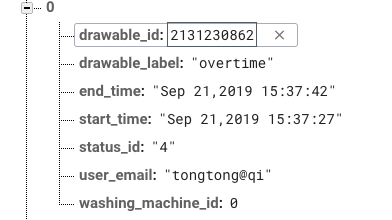 0
drawable_id: 2131230862 ×
drawable_label: "overtime"
end_time: "Sep 21,2019 15:37:42"
start_time: "Sep 21,2019 15:37:27"
status_id: "4"
user_email: "tongtong@qi"
washing_machine_id: 0